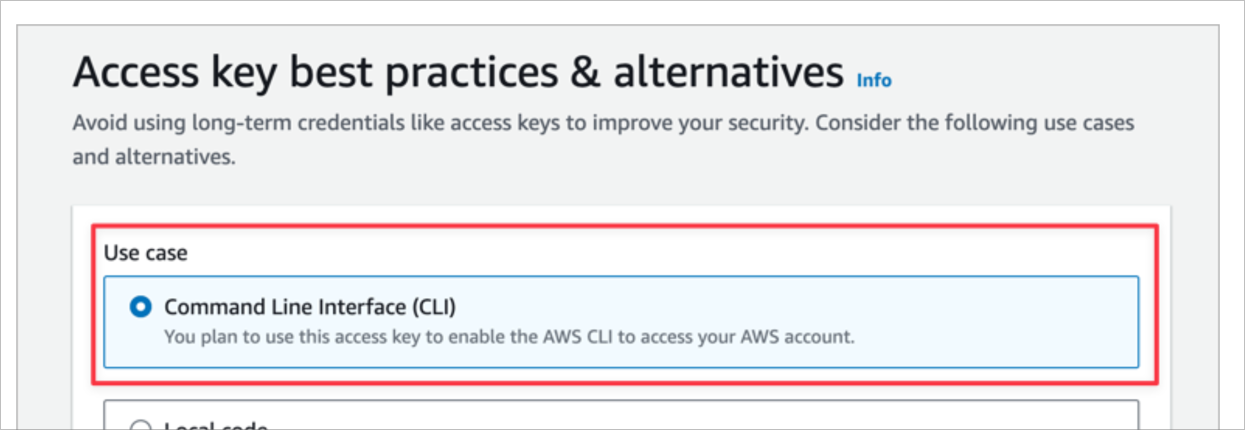 Access key best practices & alternatives Info
Avoid using long-term credentials like access keys to improve your security. Consider the following use cases
and alternatives.
Use case
Command Line Interface (CLI)
You plan to use this access key to enable the AWS CLI to access your AWS account.
Local code